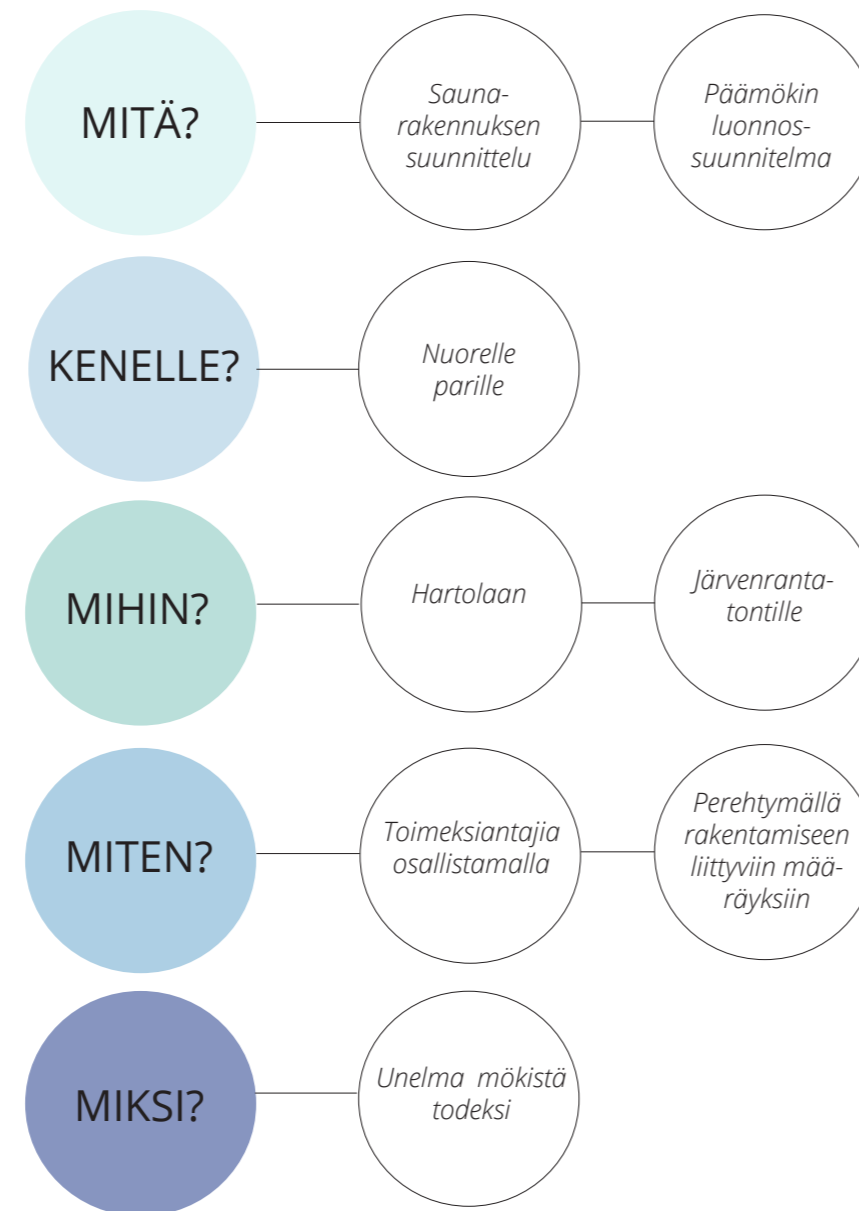 MITÄ?
Sauna-
rakennuksen
suunnittelu
Päämökin
luonnos-
suunnitelma
KENELLE?
Nuorelle
parille
MIHIN?
Hartolaan
Järvenranta-
tontille
MITEN?
Toimeksiantajia
osallistamalla
Perehtymällä
rakentamiseen
liittyviin mää-
räyksiin
MIKSI?
Unelma mökistä
todeksi